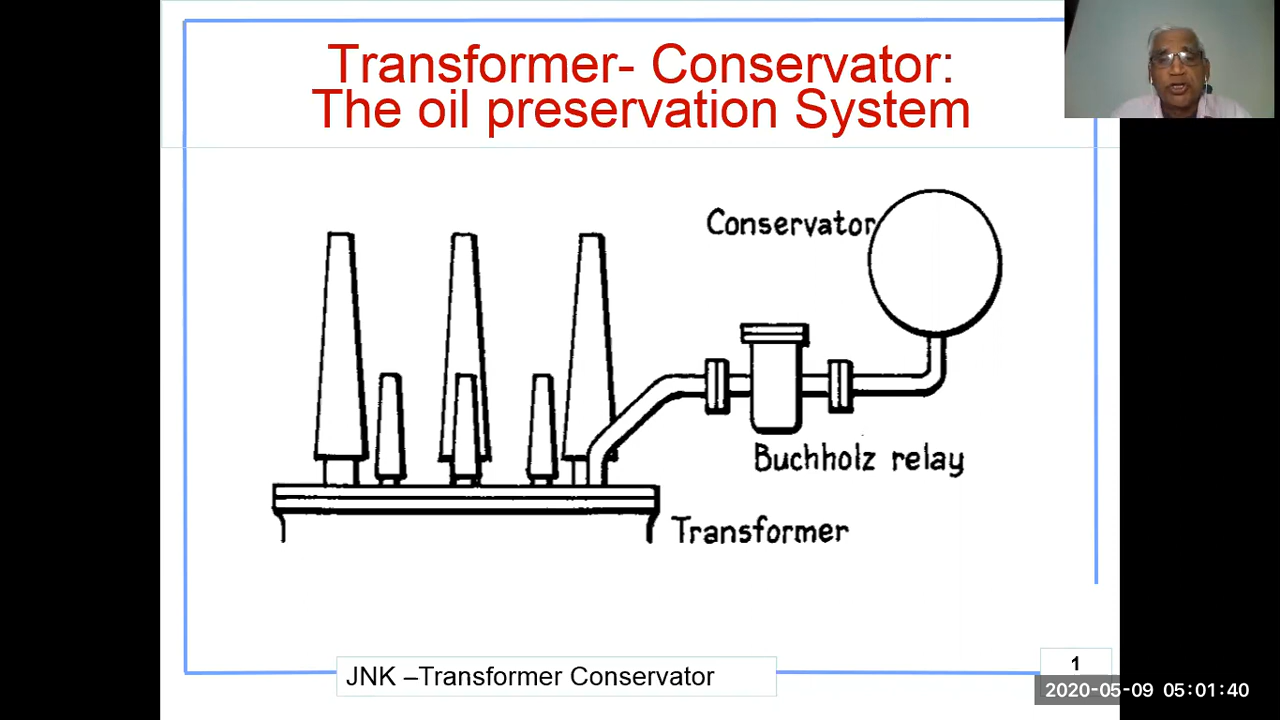 Transformer- Conservator:
The oil preservation System
Conservator
Buchholz relay
Transformer
JNK –Transformer Conservator
1
2020-05-09 05:01:40